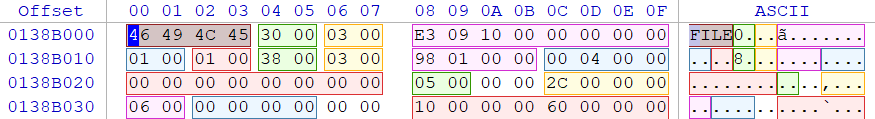 Offset 00 01 02 03 04 05 06 07 08 09 0A 0B 0C 0D 0E 0F ASCII
0138B000 46 49 4C 45 30 00 03 00 E3 09 10 00 00 00 00 00 FILE0...ã.......
0138B010 01 00 01 00 38 00 03 00 98 01 00 00 00 04 00 00 ....8...........
0138B020 00 00 00 00 00 00 00 00 05 00 00 00 2C 00 00 00 ............,...
0138B030 06 00 00 00 00 00 00 00 10 00 00 00 60 00 00 00 ............`...